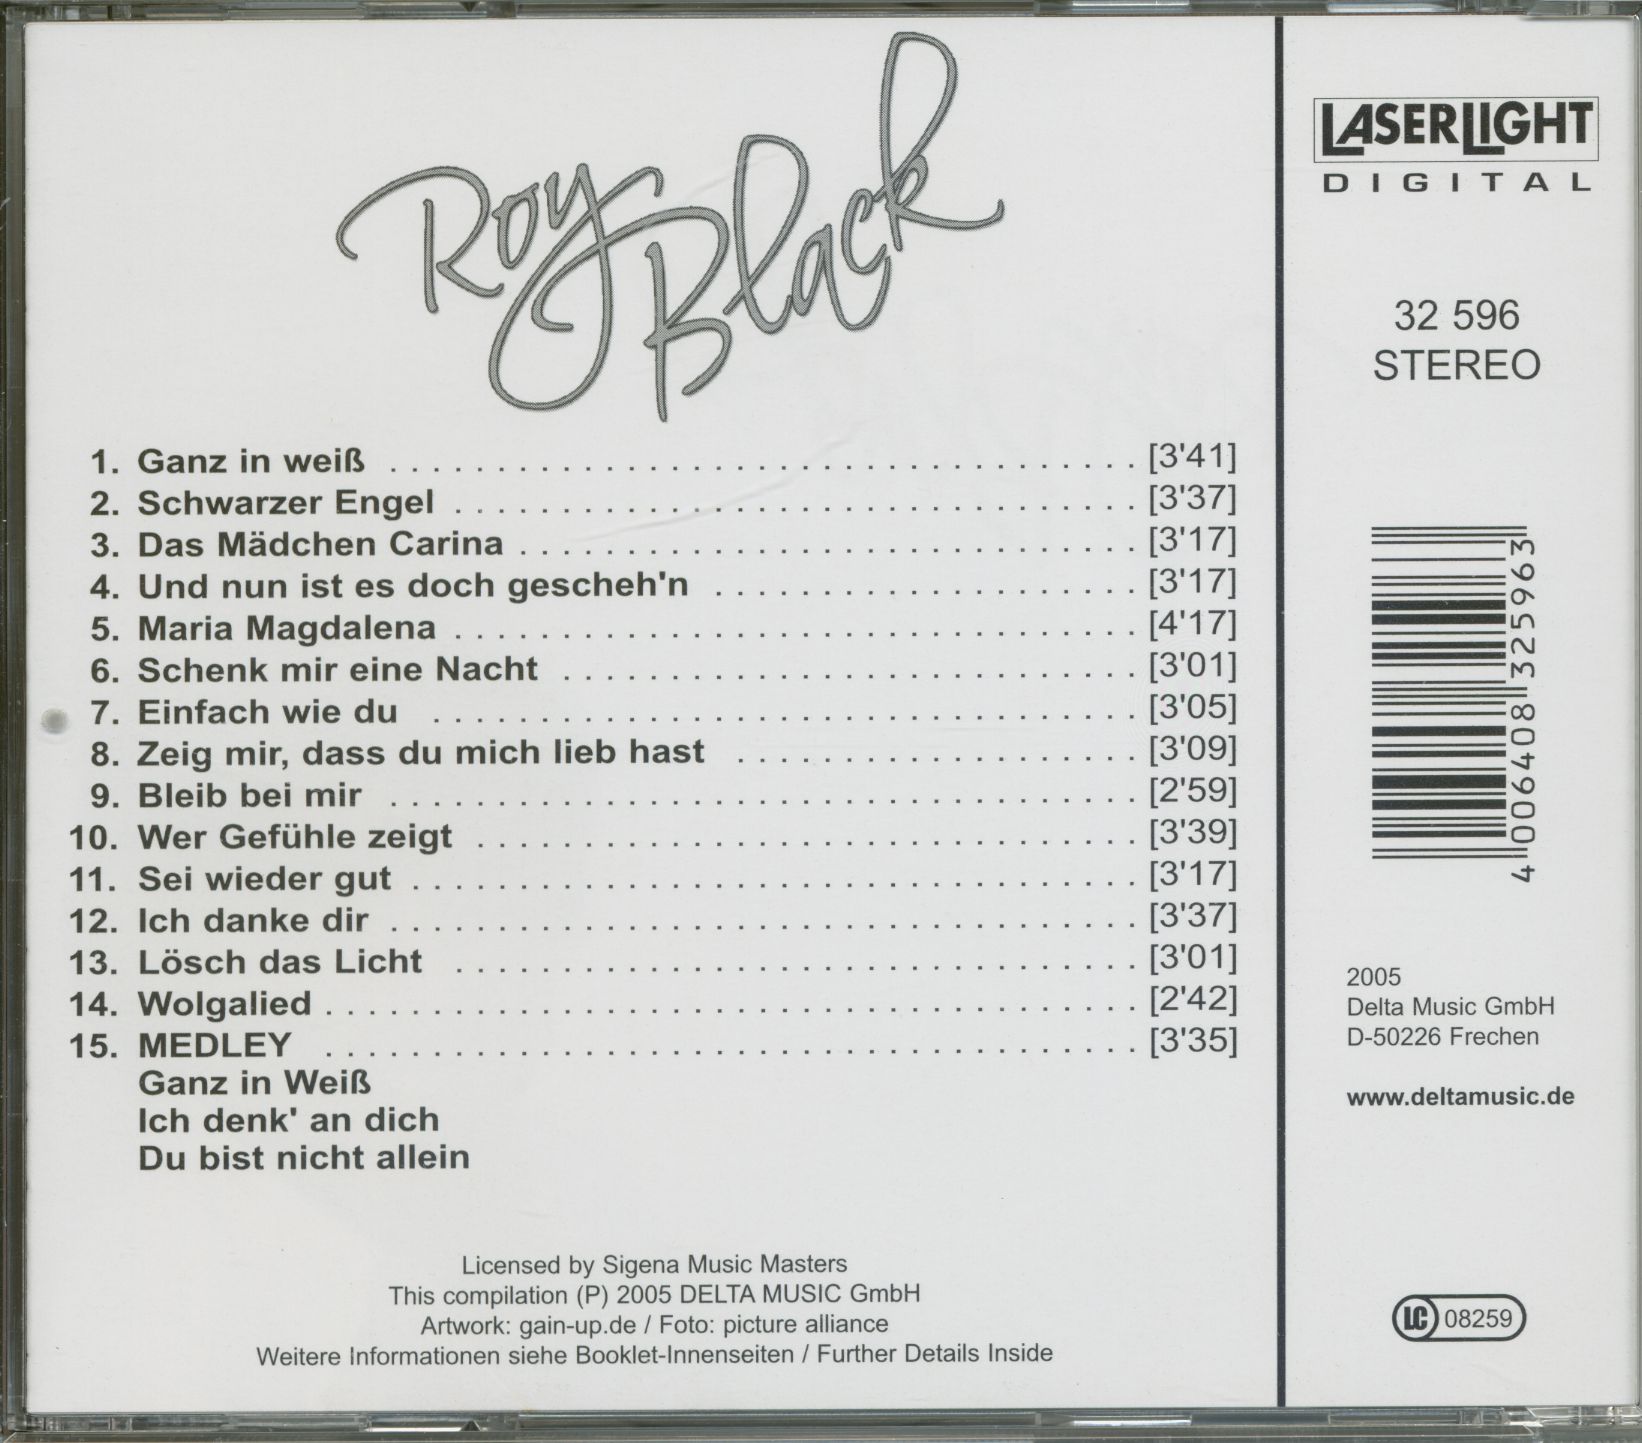 Roy Black
1. Ganz in weiß [3'41]
2. Schwarzer Engel [3'37]
3. Das Mädchen Carina [3'17]
4. Und nun ist es doch gescheh'n [3'17]
5. Maria Magdalena [4'17]
6. Schenk mir eine Nacht [3'01]
7. Einfach wie du [3'05]
8. Zeig mir, dass du mich lieb hast [3'09]
9. Bleib bei mir [2'59]
10. Wer Gefühle zeigt [3'39]
11. Sei wieder gut [3'17]
12. Ich danke dir [3'37]
13. Lösch das Licht [3'01]
14. Wolgalied [2'42]
15. MEDLEY [3'35]
Ganz in Weiß
Ich denk' an dich
Du bist nicht allein
Licensed by Sigena Music Masters
This compilation (P) 2005 DELTA MUSIC GmbH
Artwork: gain-up.de / Foto: picture alliance
Weitere Informationen siehe Booklet-Innenseiten / Further Details Inside
LASERLIGHT
DIGITAL
32 596
STEREO
4 006408 325963
2005
Delta Music GmbH
D-50226 Frechen
www.deltamusic.de
LC 08259